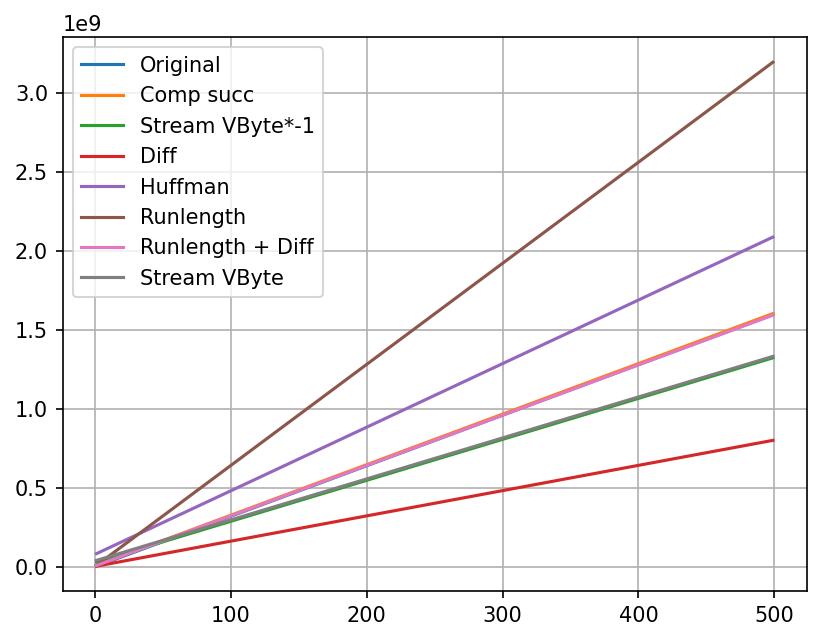 1e9
Original
Comp succ
Stream VByte*-1
Diff
Huffman
Runlength
Runlength + Diff
Stream VByte
3.0
2.5
2.0
1.5
1.0
0.5
0.0
0 100 200 300 400 500